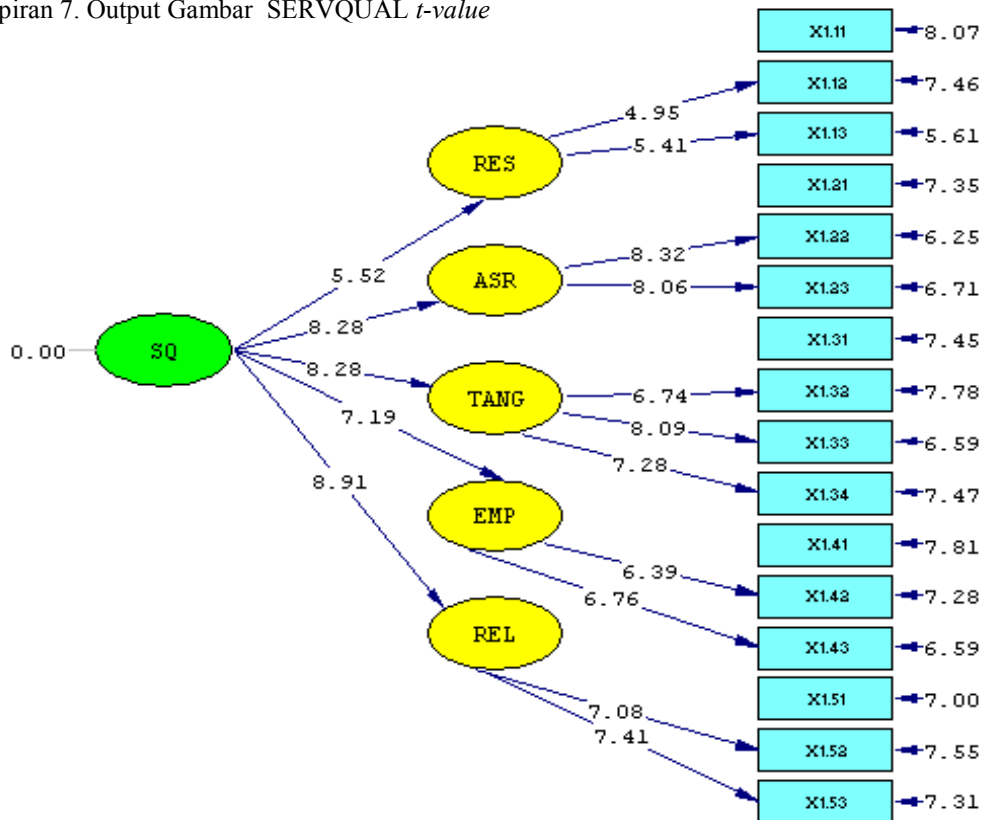 piran 7. Output Gambar SERVQUAL t-value
X1.11 8.07
X1.12 7.46
4.95
X1.13 5.61
5.41
RES
X1.21 7.35
X1.22 6.25
8.32
5.52
ASR
8.06
X1.23 6.71
8.28
0.00
SQ
X1.31 7.45
8.28
X1.32 7.78
6.74
TANG
7.19
8.09
X1.33 6.59
7.28
8.91
X1.34 7.47
EMP
X1.41 7.81
6.39
X1.42 7.28
6.76
REL
X1.43 6.59
X1.51 7.00
7.08
7.41
X1.52 7.55
X1.53 7.31